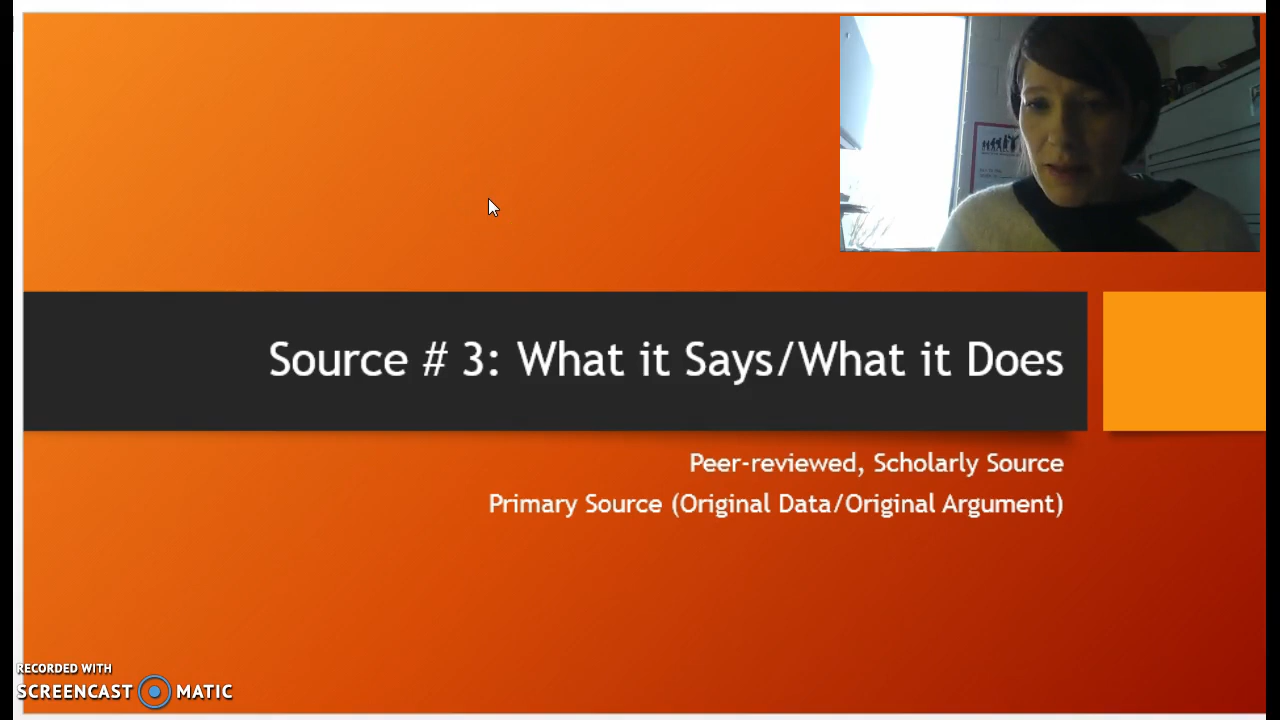 Source # 3: What it Says/What it Does
Peer-reviewed, Scholarly Source
Primary Source (Original Data/Original Argument)
RECORDED WITH
SCREENCAST MATIC